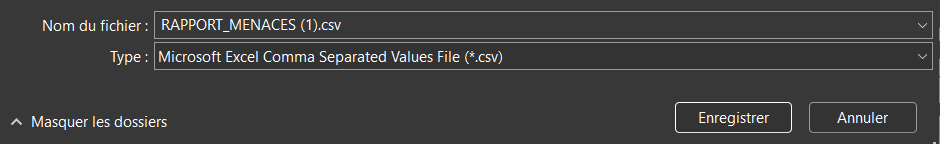 Nom du fichier : RAPPORT_MENACES (1).csv
Type : Microsoft Excel Comma Separated Values File (*.csv)
Masquer les dossiers
Enregistrer
Annuler